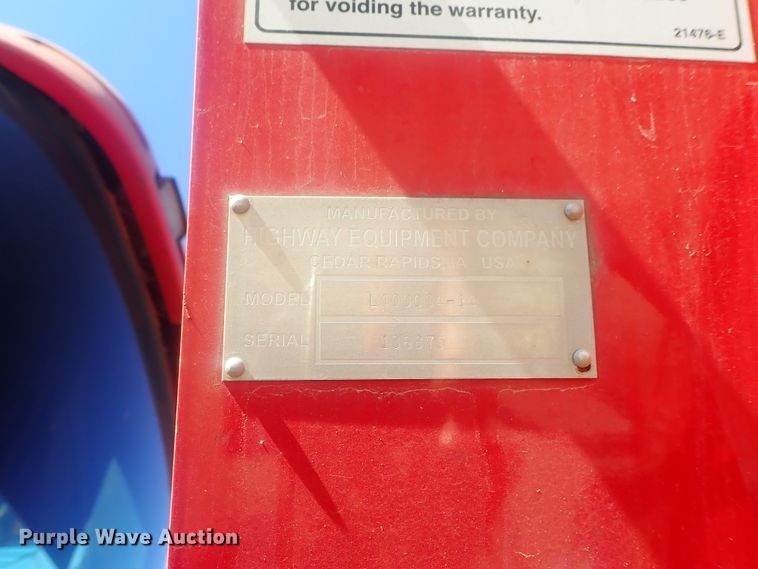 for voiding the warranty.
21476-E
MANUFACTURED BY
HIGHWAY EQUIPMENT COMPANY
CEDAR RAPIDS, IA USA
MODEL
SERIAL
Purple Wave Auction